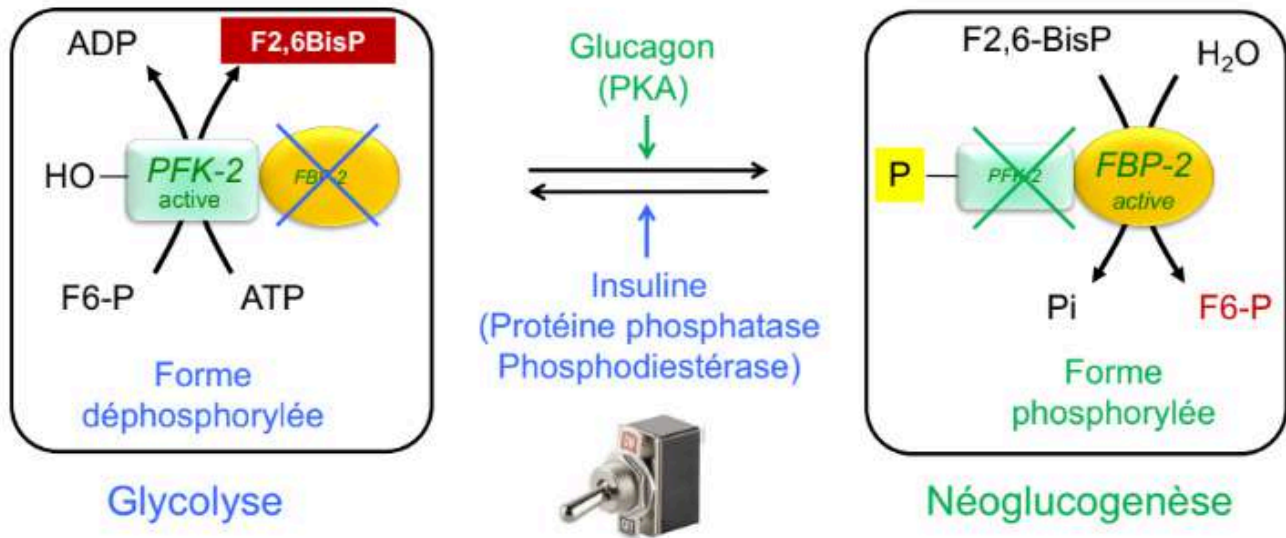 ADP
F2,6BisP
HO
PFK-2
active
FBP-2
F6-P
ATP
Forme
déphosphorylée
Glycolyse
Glucagon
(PKA)
Insuline
(Protéine phosphatase
Phosphodiestérase)
F2,6-BisP
H₂O
P
PFK-2
FBP-2
active
Pi
F6-P
Forme
phosphorylée
Néoglucogenèse